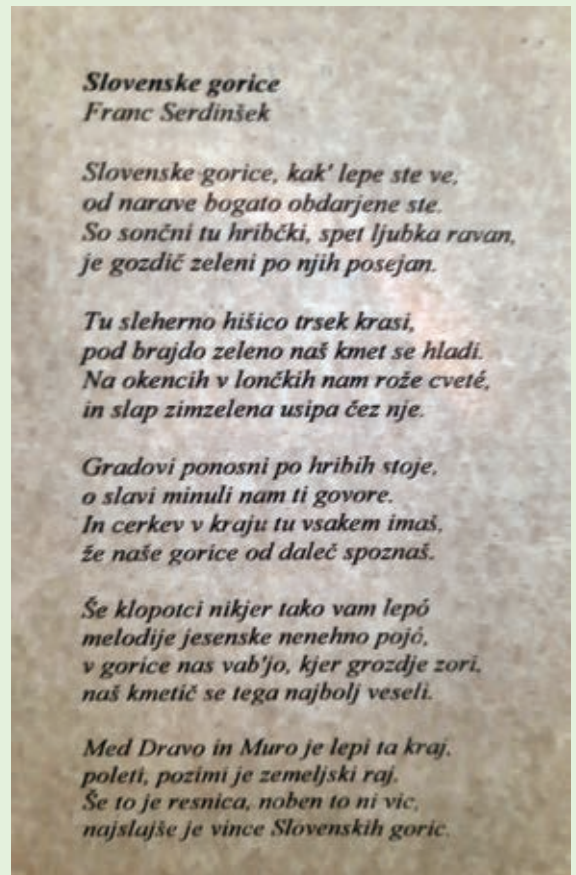 Slovenske gorice
Franc Serdinšek
Slovenske gorice, kak' lepe ste ve,
od narave bogato obdarjene ste.
So sončni tu hribčki, spet ljubka ravan,
je gozdič zeleni po njih posejan.
Tu sleherno hišico trsek krasi,
pod brajdo zeleno naš kmet se hladi.
Na okencih v lončkih nam rože cveté,
in slap zimzelena usipa čez nje.
Gradovi ponosni po hribih stoje,
o slavi minuli nam ti govore.
In cerkev v kraju tu vsakem imaš,
že naše gorice od daleč spoznaš.
Še klopotci nikjer tako vam lepó
melodije jesenske nenehno pojó,
v gorice nas vab'jo, kjer grozdje zori,
naš kmetič se tega najbolj veseli.
Med Dravo in Muro je lepi ta kraj,
poleti, pozimi je zemeljski raj.
Še to je resnica, noben to ni vic,
najslajše je vince Slovenskih goric.